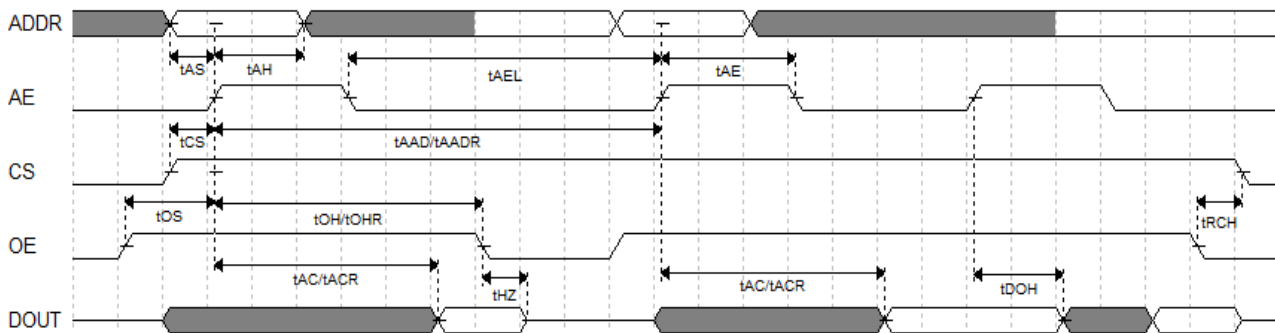 ADDR
tAS tAH tAEL tAE
AE
tCS tAAD/tAADR
CS
tOS tOH/tOHR tRCH
OE
tAC/tACR tHZ tAC/tACR tDOH
DOUT